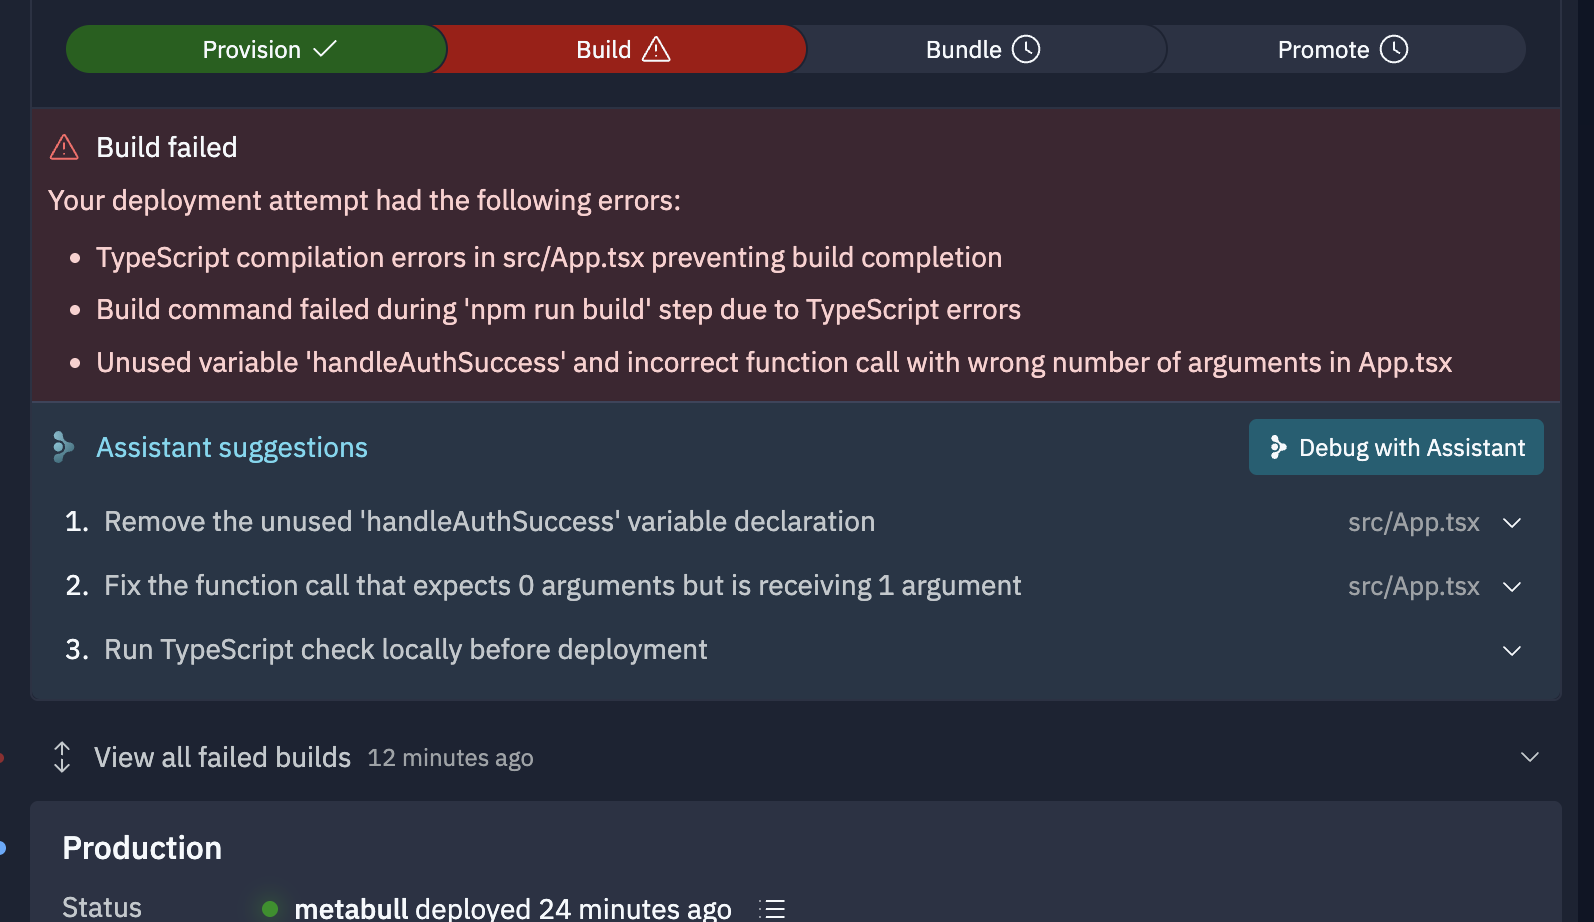 Provision
Build
Bundle
Promote
Build failed
Your deployment attempt had the following errors:
• TypeScript compilation errors in src/App.tsx preventing build completion
• Build command failed during 'npm run build' step due to TypeScript errors
• Unused variable 'handleAuthSuccess' and incorrect function call with wrong number of arguments in App.tsx
Assistant suggestions
Debug with Assistant
1. Remove the unused 'handleAuthSuccess' variable declaration src/App.tsx
2. Fix the function call that expects 0 arguments but is receiving 1 argument src/App.tsx
3. Run TypeScript check locally before deployment
View all failed builds 12 minutes ago
Production
Status metabull deployed 24 minutes ago